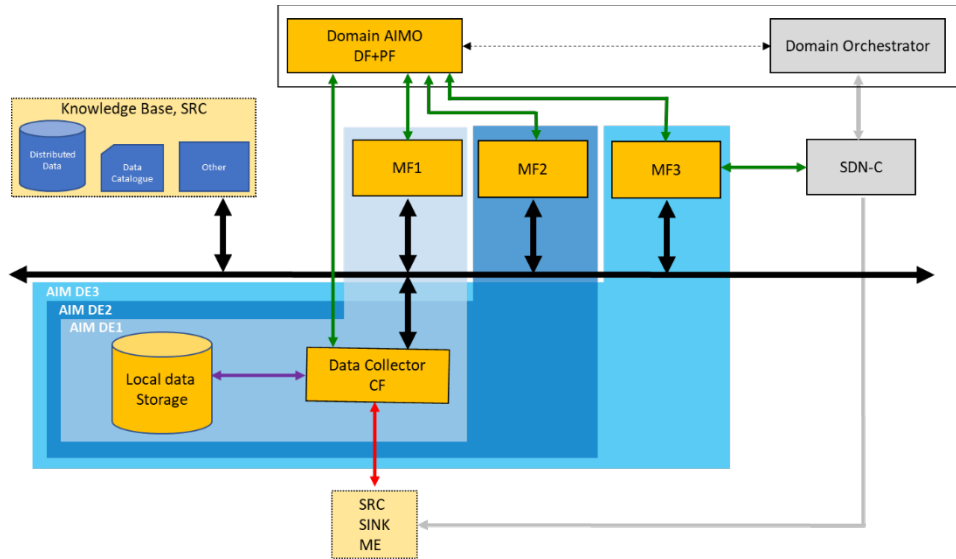 Domain AIMO
DF+PF
Domain Orchestrator
Knowledge Base, SRC
Distributed
Data
Data
Catalogue
Other
MF1
MF2
MF3
SDN-C
AIM DE3
AIM DE2
AIM DE1
Local data
Storage
Data Collector
CF
SRC
SINK
ME